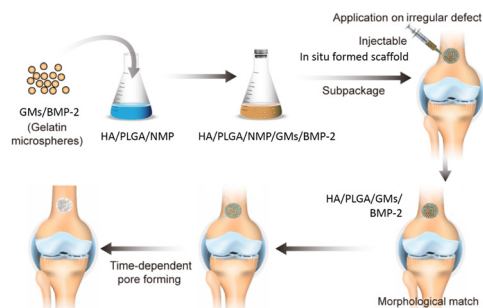 Application on irregular defect
Injectable
In situ formed scaffold
Subpackage
GMs/BMP-2
(Gelatin
microspheres)
HA/PLGA/NMP
HA/PLGA/NMP/GMs/BMP-2
HA/PLGA/GMs/
BMP-2
Time-dependent
pore forming
Morphological match